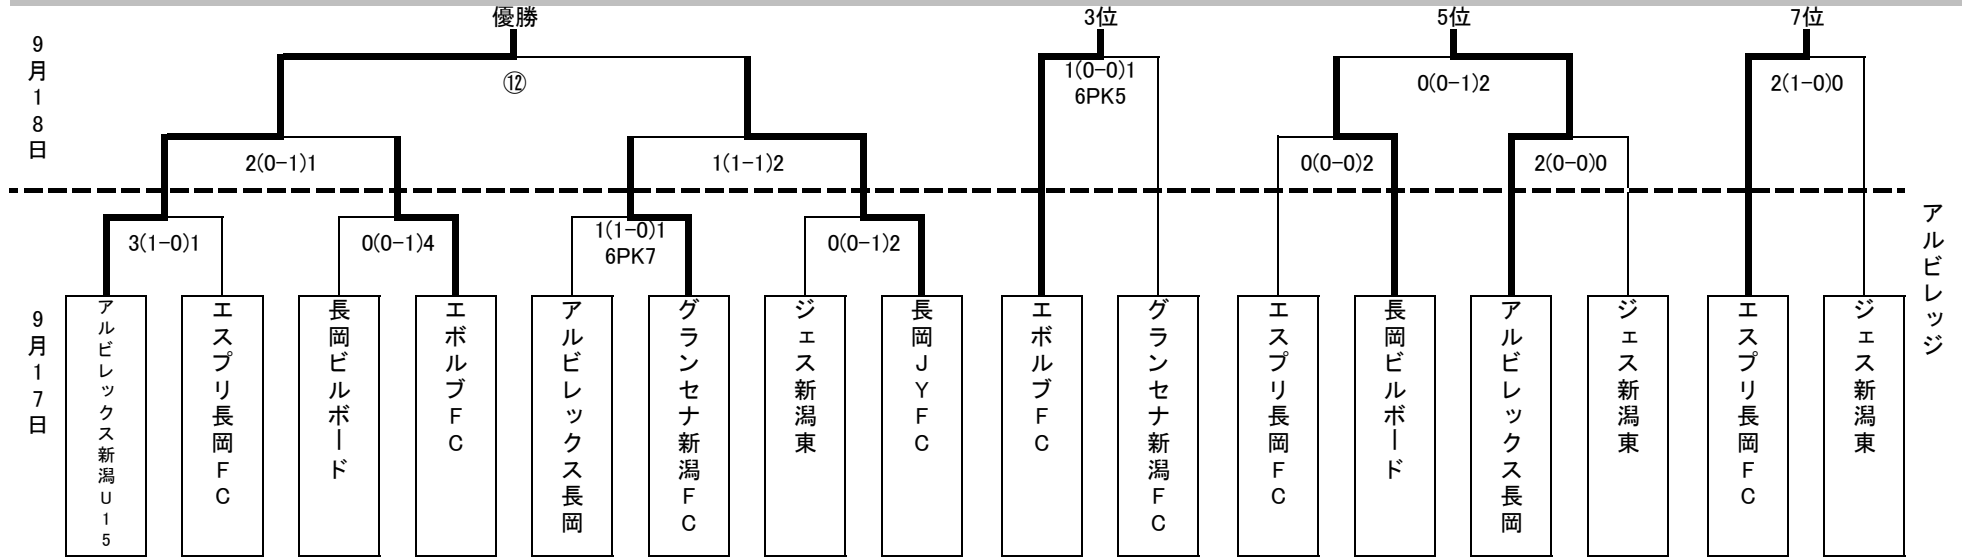 優勝
3位
5位
7位
9月18日
⑫
1(0-0)1
6PK5
0(0-1)2
2(1-0)0
2(0-1)1
1(1-1)2
0(0-0)2
2(0-0)0
3(1-0)1
0(0-1)4
1(1-0)1
6PK7
0(0-1)2
アルビレッジ
9月17日
アルビレックス新潟U15
エスプリ長岡FC
長岡ビルボード
エボルブFC
アルビレックス長岡
グランセナ新潟FC
ジェス新潟東
長岡JYFC
エボルブFC
グランセナ新潟FC
エスプリ長岡FC
長岡ビルボード
アルビレックス長岡
ジェス新潟東
エスプリ長岡FC
ジェス新潟東